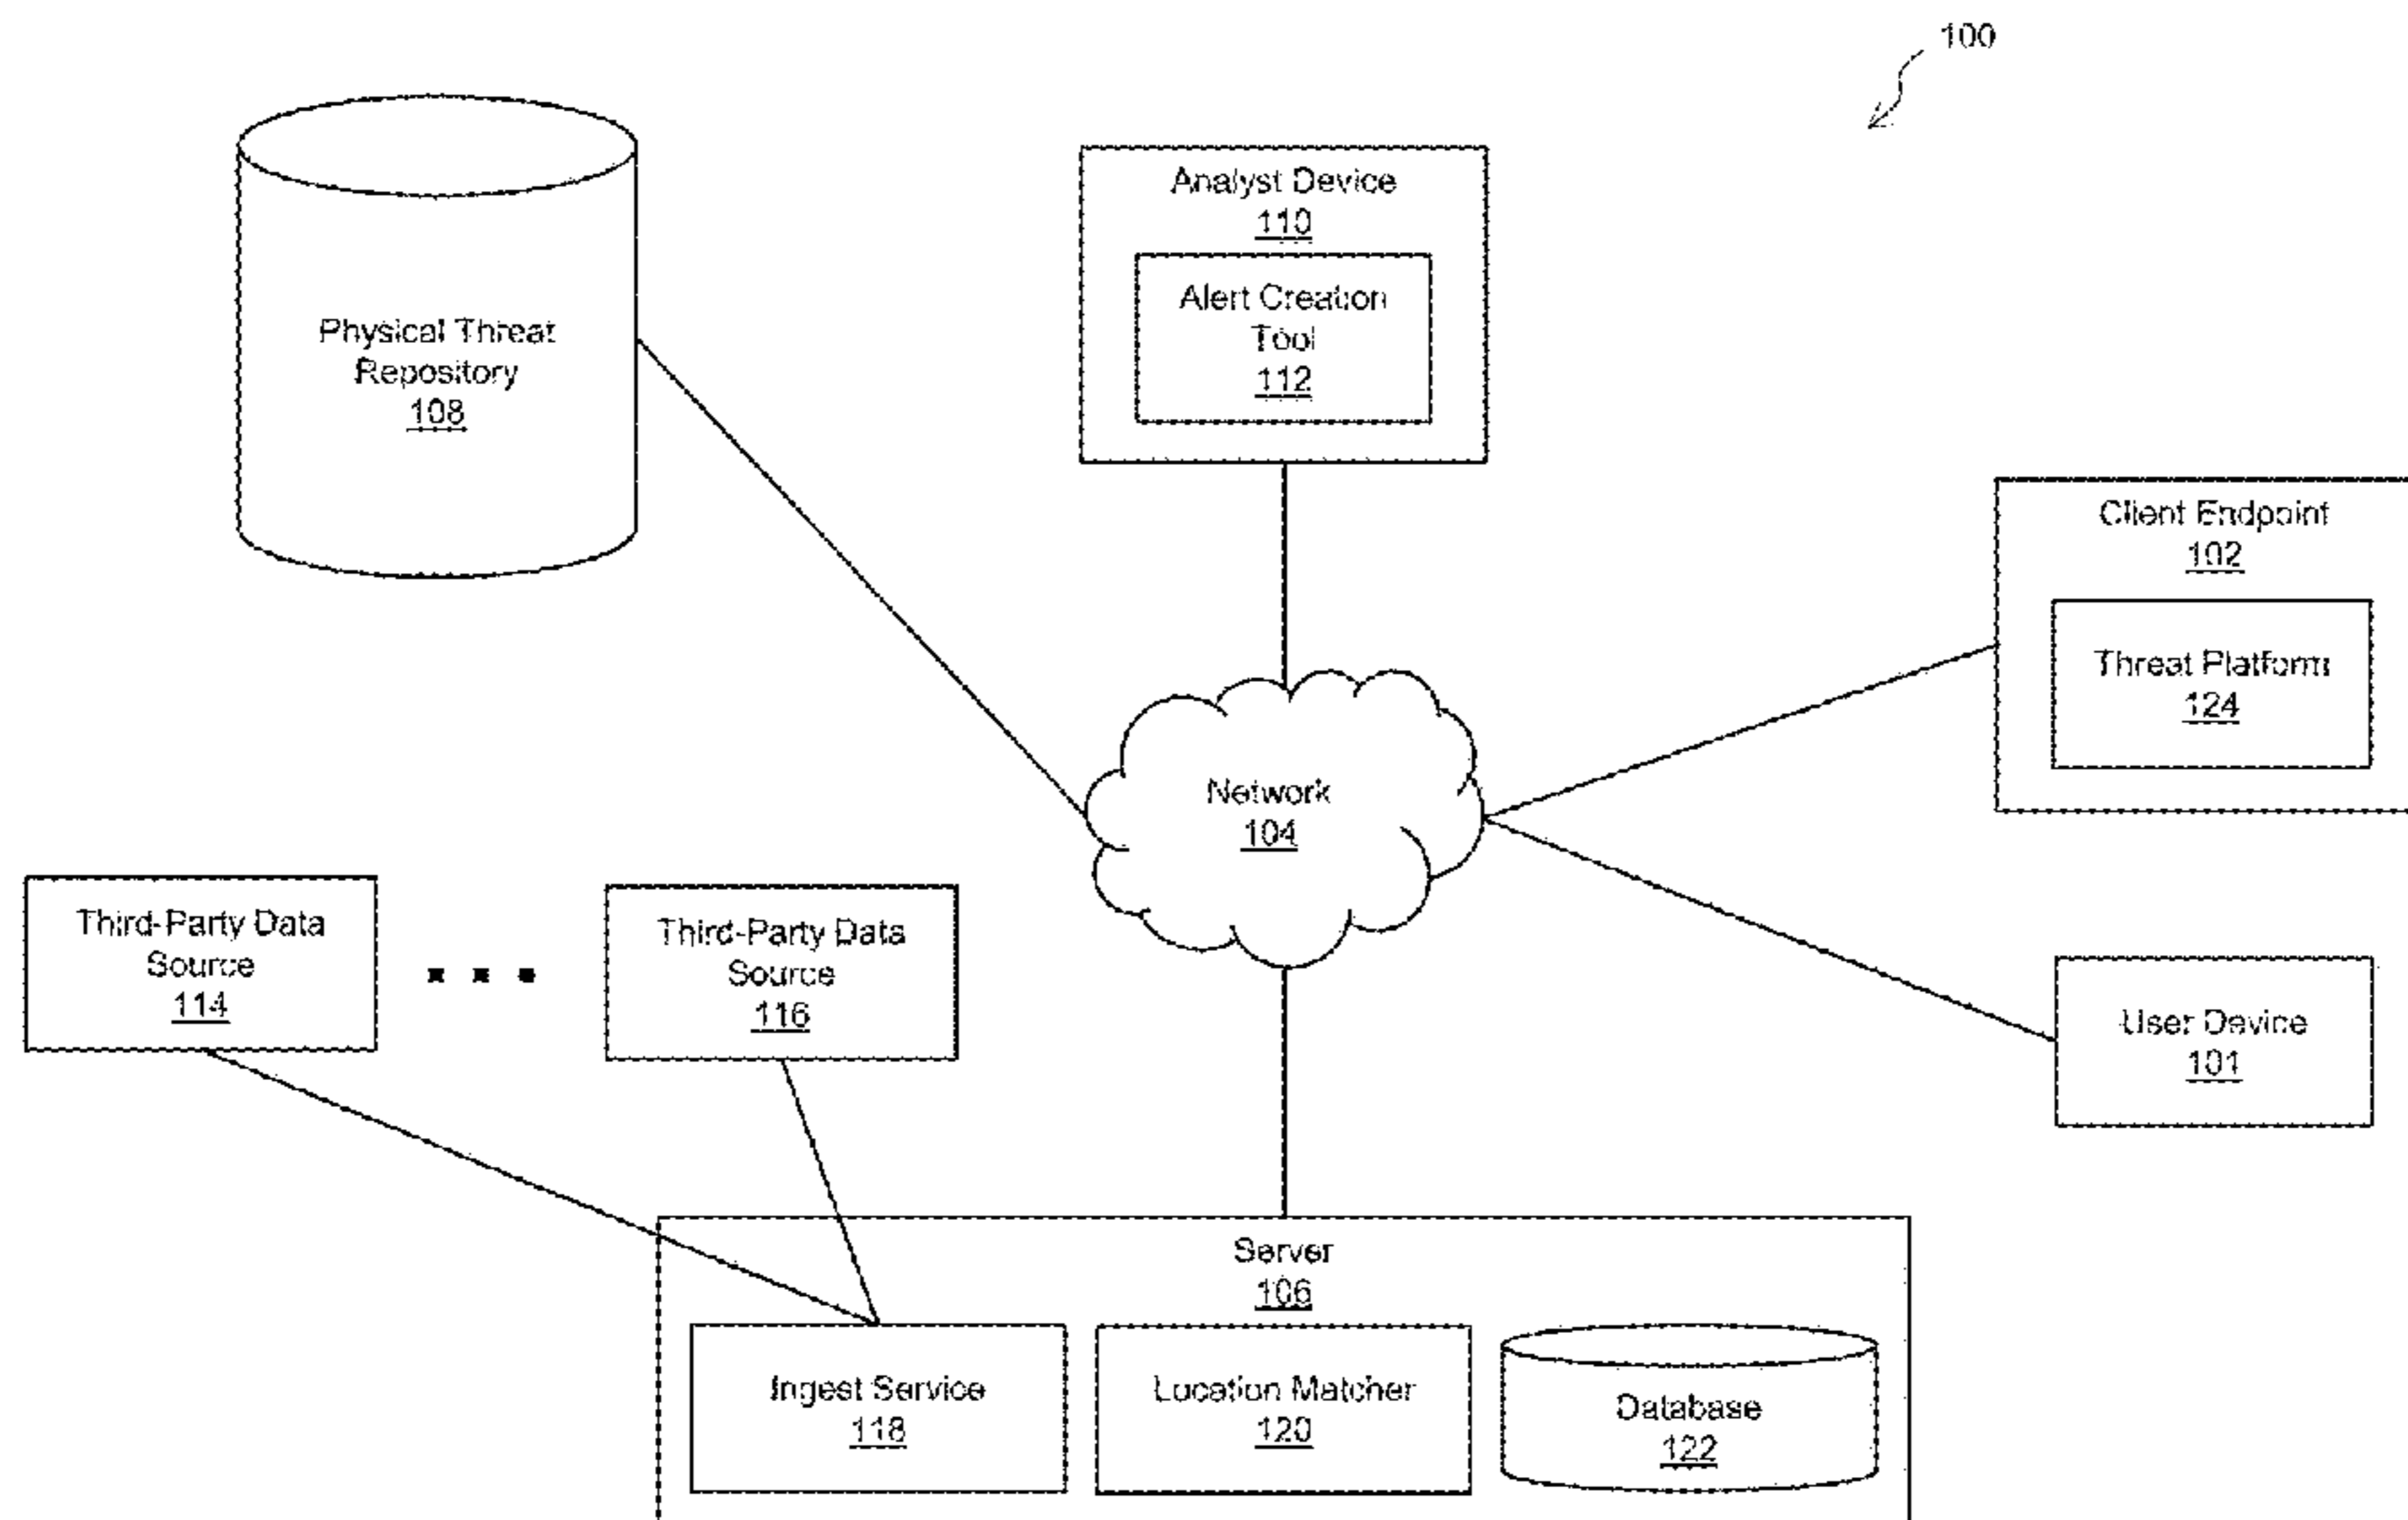 100
Analyst Device
110
Alert Creation
Tool
112
Physical Threat
Repository
108
Client Endpoint
102
Threat Platform
124
Network
104
Third-Party Data
Source
114
Third-Party Data
Source
116
User Device
101
Server
106
Ingest Service
118
Location Matcher
120
Database
122